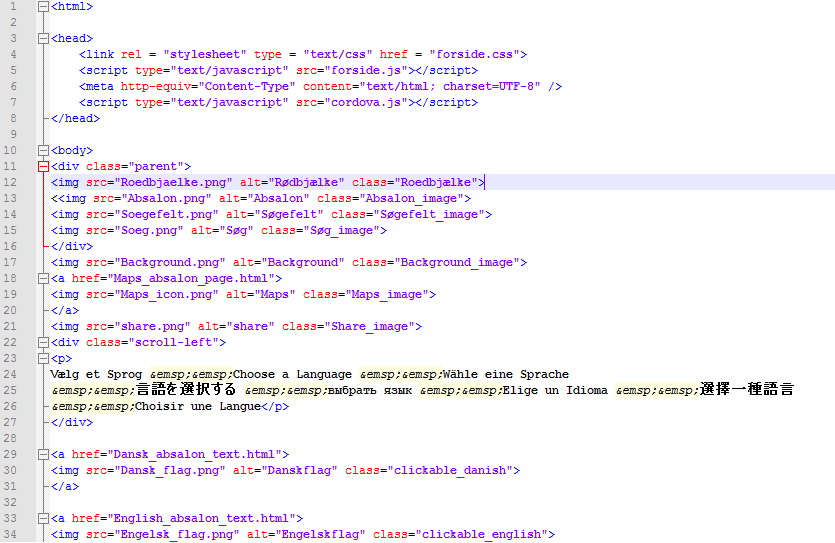 1 <html>
2
3 <head>
4 <link rel = "stylesheet" type = "text/css" href = "forside.css">
5 <script type="text/javascript" src="forside.js"></script>
6 <meta http-equiv="Content-Type" content="text/html; charset=UTF-8" />
7 <script type="text/javascript" src="cordova.js"></script>
8 </head>
9
10 <body>
11 <div class="parent">
12 <img src="Roedbjaelke.png" alt="Rødbjælke" class="Roedbjælke">
13 <<img src="Absalon.png" alt="Absalon" class="Absalon_image">
14 <img src="Soegefelt.png" alt="Søgefelt" class="Søgefelt_image">
15 <img src="Soeg.png" alt="Søg" class="Søg_image">
16 </div>
17 <img src="Background.png" alt="Background" class="Background_image">
18 <a href="Maps_absalon_page.html">
19 <img src="Maps_icon.png" alt="Maps" class="Maps_image">
20 </a>
21 <img src="share.png" alt="share" class="Share_image">
22 <div class="scroll-left">
23 <p>
24 Vælg et Sprog &emsp;&emsp;Choose a Language &emsp;&emsp;Wähle eine Sprache
25 &emsp;&emsp;言語を選択する &emsp;&emsp;выбрать язык &emsp;&emsp;Elige un Idioma &emsp;&emsp;選擇一種語言
26 &emsp;&emsp;Choisir une Langue</p>
27 </div>
28
29 <a href="Dansk_absalon_text.html">
30 <img src="Dansk_flag.png" alt="Danskflag" class="clickable_danish">
31 </a>
32
33 <a href="English_absalon_text.html">
34 <img src="Engelsk_flag.png" alt="Engelskflag" class="clickable_english">